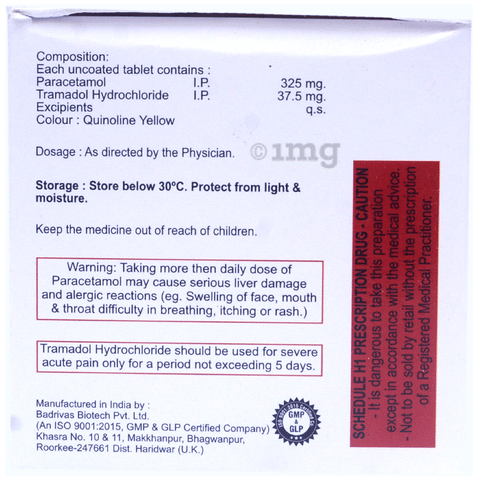 Composition:
Each uncoated tablet contains :
Paracetamol I.P. 325 mg.
Tramadol Hydrochloride I.P. 37.5 mg.
Excipients q.s.
Colour : Quinoline Yellow
Dosage : As directed by the Physician.
©1mg
Storage : Store below 30ºC. Protect from light &
moisture.
Keep the medicine out of reach of children.
Warning: Taking more then daily dose of
Paracetamol may cause serious liver damage
and alergic reactions (eg. Swelling of face, mouth
& throat difficulty in breathing, itching or rash.)
Tramadol Hydrochloride should be used for severe
acute pain only for a period not exceeding 5 days.
Manufactured in India by :
Badrivas Biotech Pvt. Ltd.
(An ISO 9001:2015, GMP & GLP Certified Company)
Khasra No. 10 & 11, Makkhanpur, Bhagwanpur,
Roorkee-247661 Dist. Haridwar (U.K.)
GMP
&
GLP
SCHEDULE H1 PRESCRIPTION DRUG - CAUTION
- It is dangerous to take this preparation
except in accordance with the medical advice.
- Not to be sold by retail without the prescription
of a Registered Medical Practitioner.